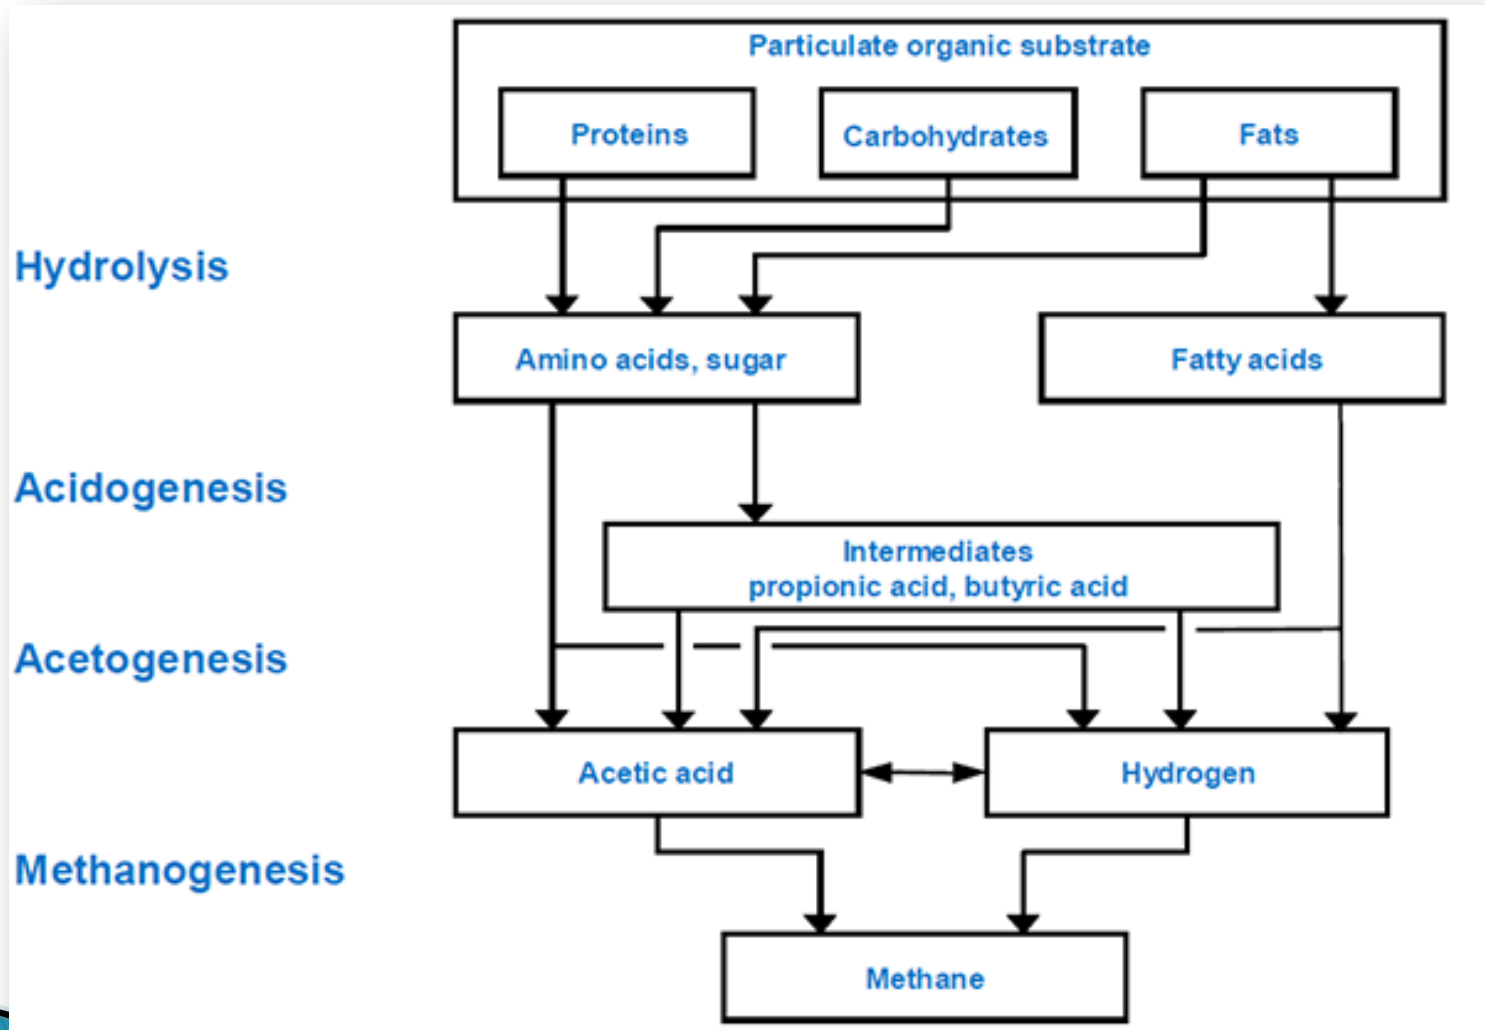 Particulate organic substrate
Proteins
Carbohydrates
Fats
Hydrolysis
Amino acids, sugar
Fatty acids
Acidogenesis
Intermediates
propionic acid, butyric acid
Acetogenesis
Acetic acid
Hydrogen
Methanogenesis
Methane